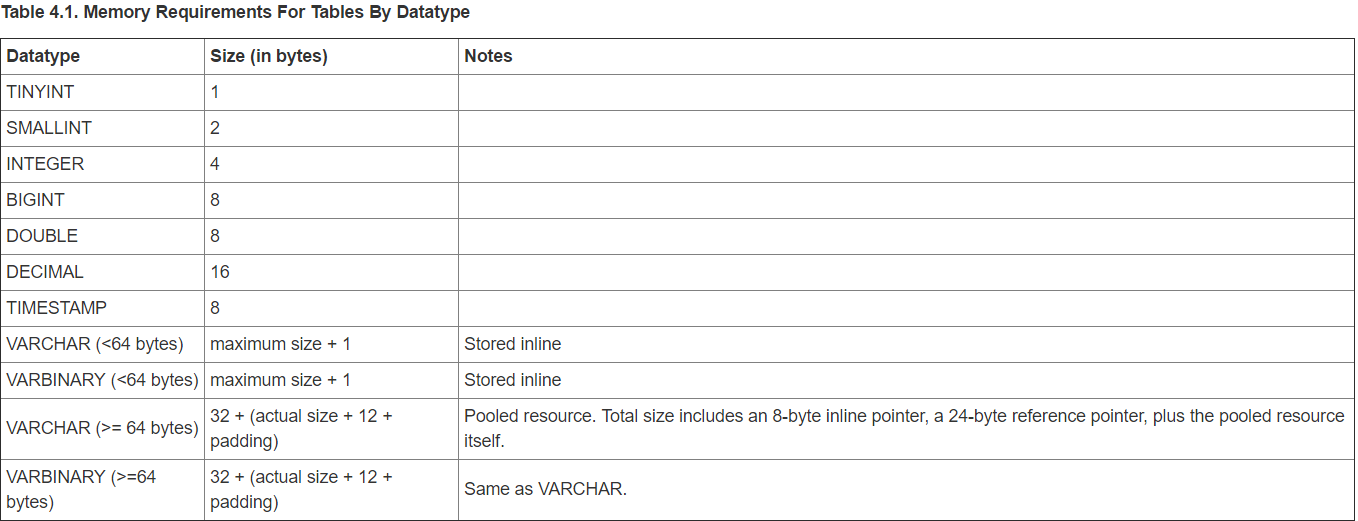 Table 4.1. Memory Requirements For Tables By Datatype
Datatype Size (in bytes) Notes
TINYINT 1
SMALLINT 2
INTEGER 4
BIGINT 8
DOUBLE 8
DECIMAL 16
TIMESTAMP 8
VARCHAR (<64 bytes) maximum size + 1 Stored inline
VARBINARY (<64 bytes) maximum size + 1 Stored inline
VARCHAR (>= 64 bytes) 32 + (actual size + 12 +
padding) Pooled resource. Total size includes an 8-byte inline pointer, a 24-byte reference pointer, plus the pooled resource
itself.
VARBINARY (>=64
bytes) 32 + (actual size + 12 +
padding) Same as VARCHAR.